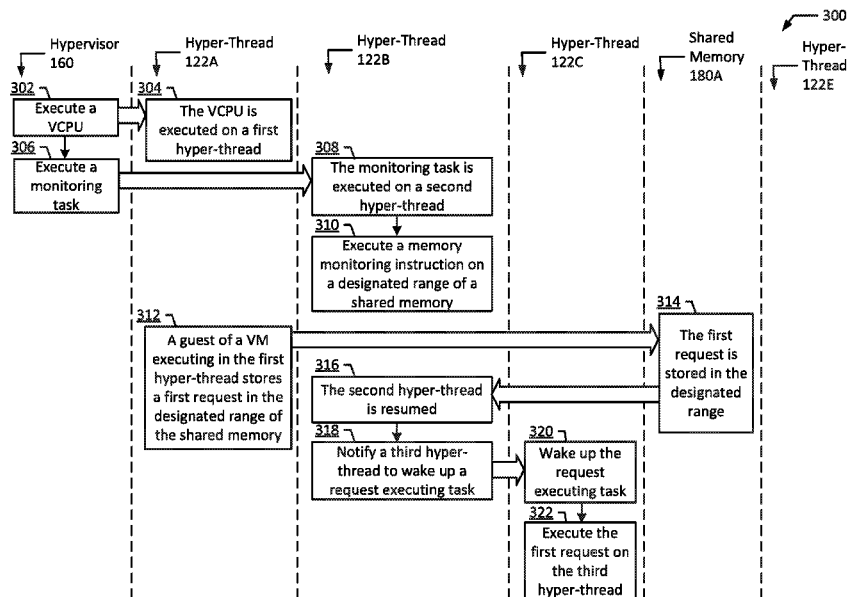 300
Hypervisor
160
Hyper-Thread
122A
Hyper-Thread
122B
Hyper-Thread
122C
Shared
Memory
180A
Hyper-
Thread
122E
302
Execute a
VCPU
304
The VCPU is
executed on a first
hyper-thread
306
Execute a
monitoring
task
308
The monitoring task is
executed on a second
hyper-thread
310
Execute a memory
monitoring instruction on
a designated range of a
shared memory
312
A guest of a VM
executing in the first
hyper-thread stores
a first request in the
designated range of
the shared memory
314
The first
request is
stored in the
designated
range
316
The second hyper-thread
is resumed
318
Notify a third hyper-
thread to wake up a
request executing task
320
Wake up the
request
executing task
322
Execute the
first request on
the third
hyper-thread